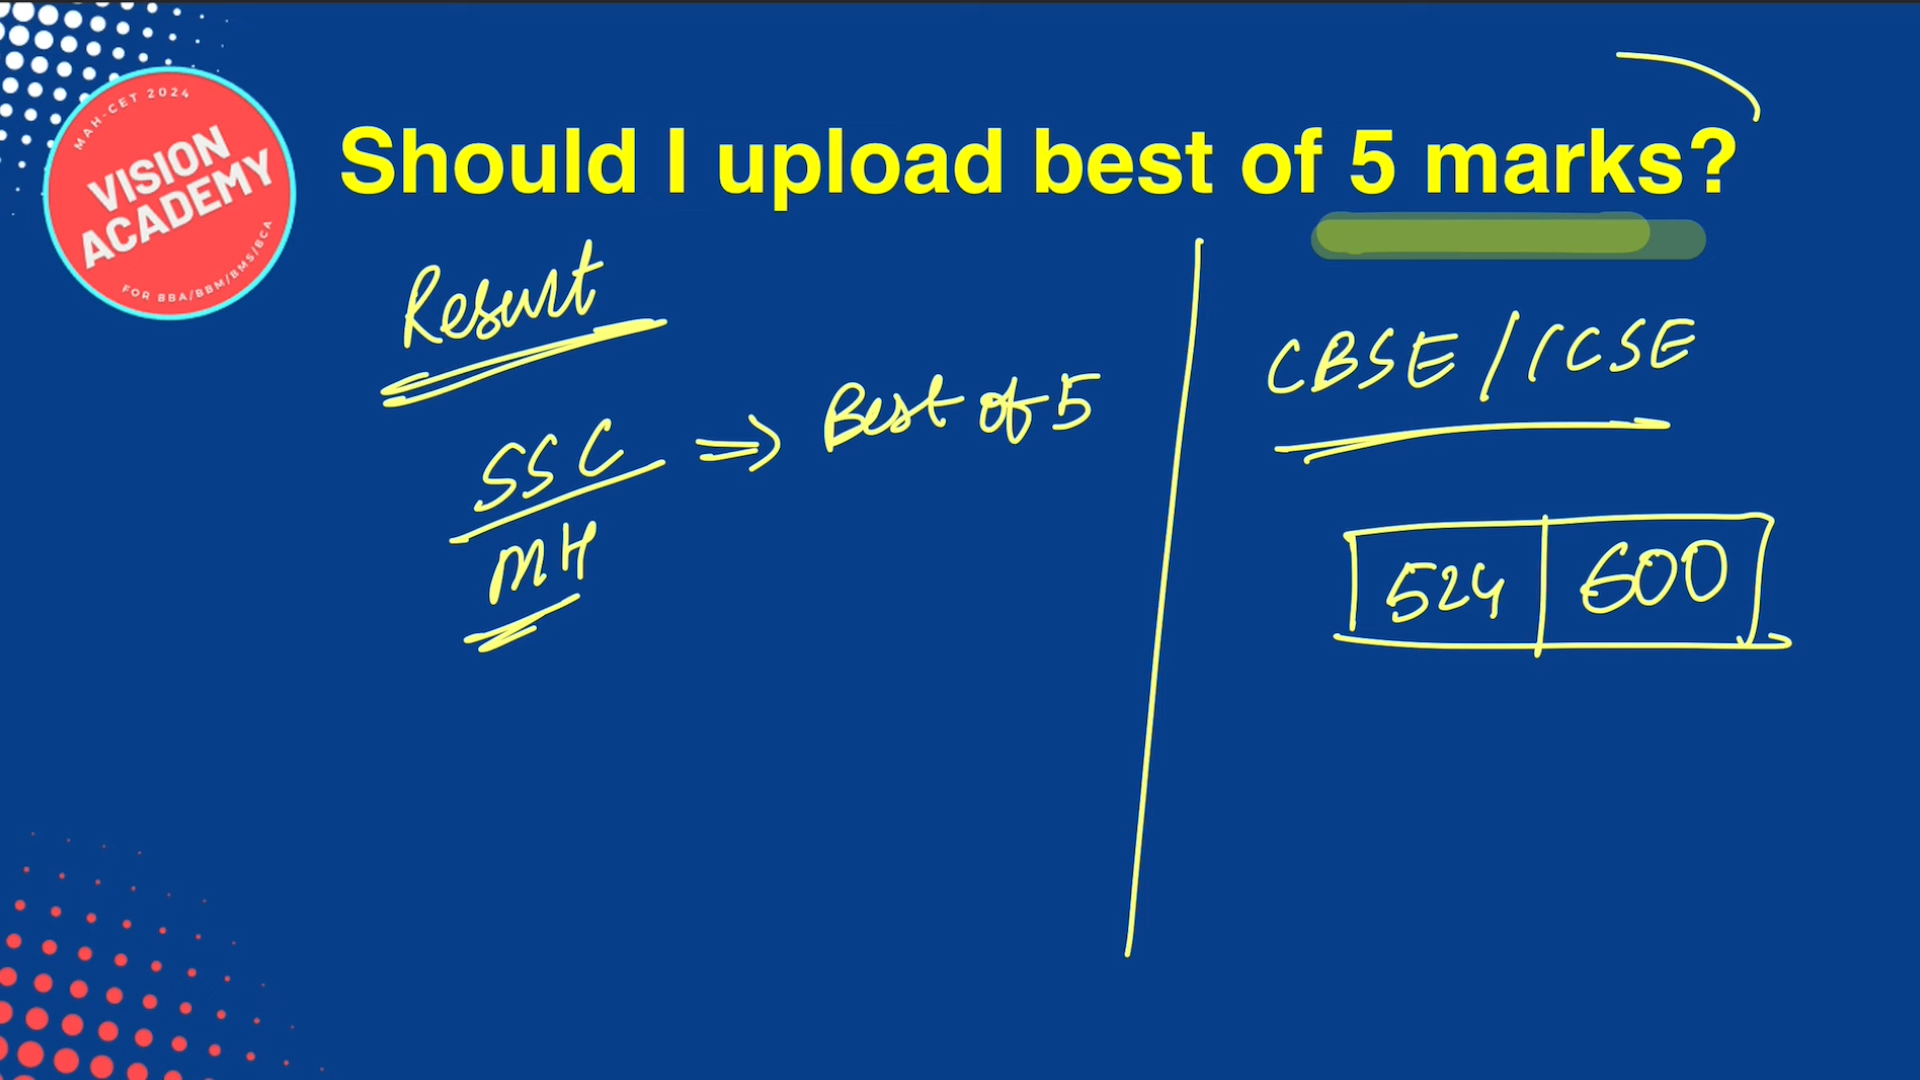 MAH-CET 2024
VISION
ACADEMY
FOR BBA/BBM/BMS/BCA
Should I upload best of 5 marks?
Result
SSC ⇒ Best of 5
MH
CBSE / ICSE
524 600